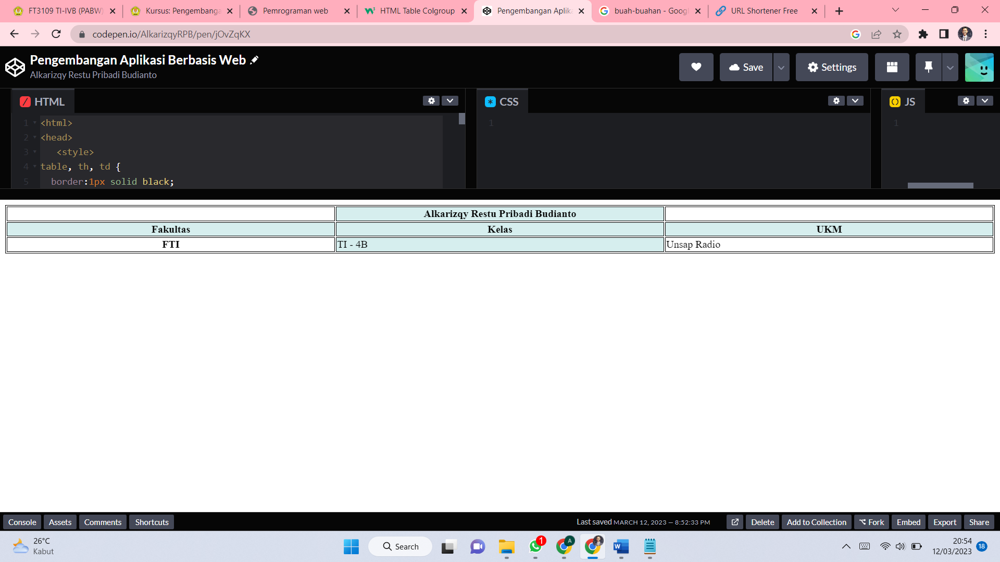 FT3109 TI-IVB (PABW)
Kursus: Pengembanga
Pemrograman web
HTML Table Colgroup
Pengembangan Aplika
buah-buahan - Googl
URL Shortener Free
codepen.io/AlkarizqyRPB/pen/jOvZqKX
Pengembangan Aplikasi Berbasis Web
Alkarizqy Restu Pribadi Budianto
Save
Settings
HTML
CSS
JS
1 <html>
2 <head>
3 <style>
4 table, th, td {
5 border:1px solid black;
1
1
Alkarizqy Restu Pribadi Budianto
Fakultas Kelas UKM
FTI TI - 4B Unsap Radio
Console Assets Comments Shortcuts
Last saved MARCH 12, 2023 — 8:52:33 PM
Delete Add to Collection Fork Embed Export Share
26°C
Kabut
Search
1
A
20:54
12/03/2023
18